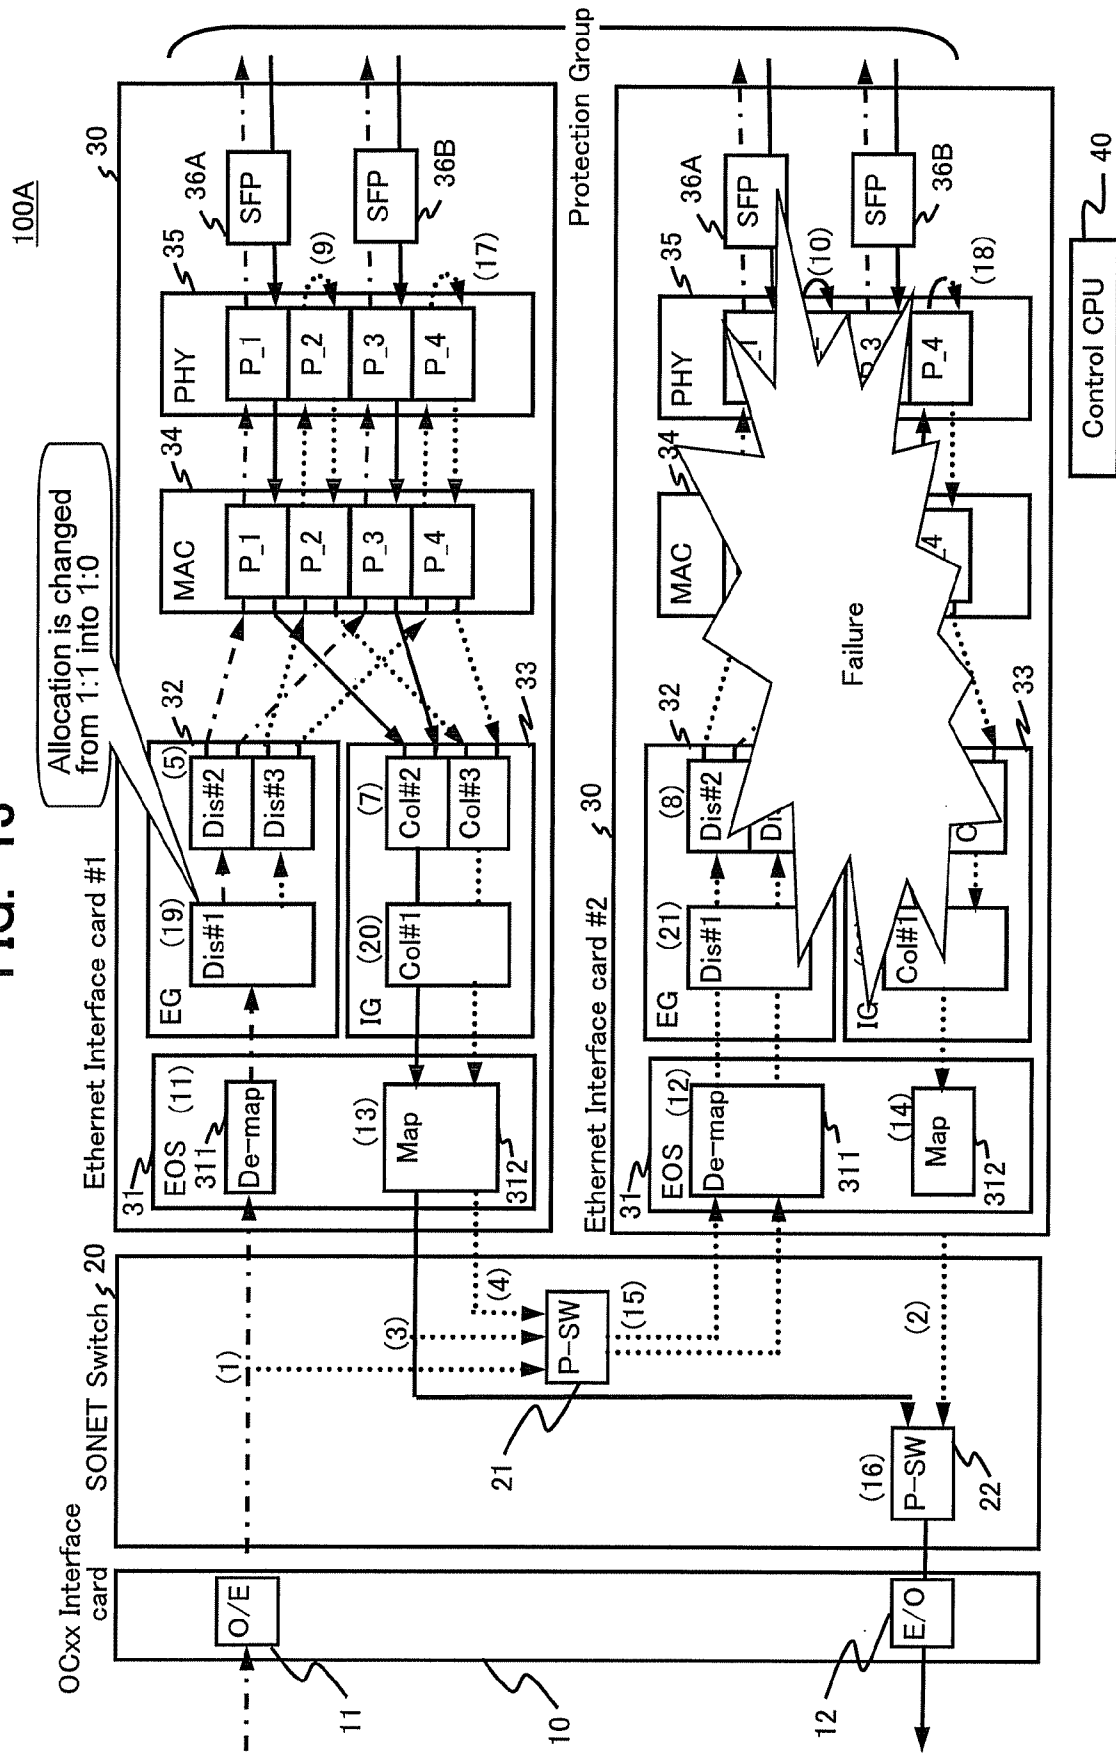 100A
Allocation is changed
from 1:1 into 1:0
OCxx Interface
card
O/E
11
10
12
E/O
SONET Switch
20
(1)
(3)
(4)
P-SW
21
(15)
(2)
(16)
P-SW
22
Ethernet Interface card #1
30
31
EOS
(11)
311
De-map
(13)
Map
312
EG
(19)
Dis#1
(5)
32
Dis#2
Dis#3
IG
(20)
Col#1
(7)
Col#2
Col#3
33
MAC
34
P_1
P_2
P_3
P_4
PHY
35
P_1
P_2
P_3
P_4
(9)
(17)
36A
SFP
SFP
36B
Protection Group
Ethernet Interface card #2
30
31
EOS
(12)
De-map
311
(14)
Map
312
EG
(21)
Dis#1
(8)
32
Dis#2
IG
Col#1
33
Failure
MAC
34
PHY
35
P_4
(10)
(18)
36A
SFP
SFP
36B
Control CPU
40